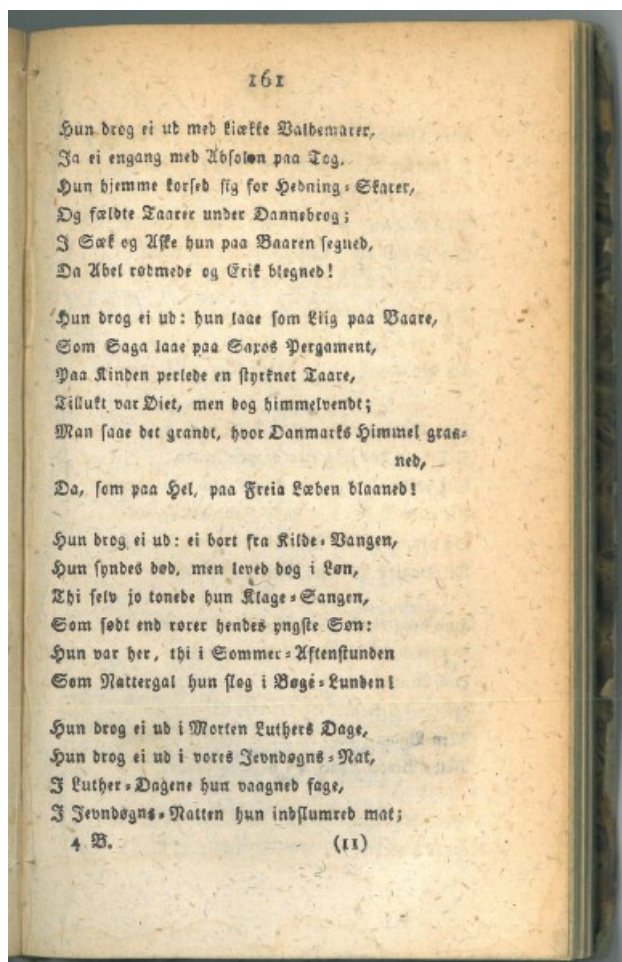 161
Hun drog ei ud med kiække Valdemarer,
Ja ei engang med Absolon paa Tog,
Hun hjemme korsed sig for Hedning-Skarer,
Og fældte Taarer under Dannebrog;
I Sæk og Aske hun paa Baaren segned,
Da Abel rødmede og Erik blegned!
Hun drog ei ud: hun laae som Liig paa Baare,
Som Saga laae paa Saxos Pergament,
Paa Kinden perlede en styrknet Taare,
Tillukt var Øiet, men dog himmelvendt;
Man saae det grandt, hvor Danmarks Himmel graa-
ned,
Da, som paa Hel, paa Freia Læben blaaned!
Hun drog ei ud: ei bort fra Kilde-Vangen,
Hun syndes død, men leved dog i Løn,
Thi selv jo tonede hun Klage-Sangen,
Som sødt end rører hendes yngste Søn:
Hun var her, thi i Sommer-Aftenstunden
Som Nattergal hun slog i Bøge-Lunden!
Hun drog ei ud i Morten Luthers Dage,
Hun drog ei ud i vores Jevndøgns-Nat,
I Luther-Dagene hun vaagned fage,
I Jevndøgns-Natten hun indslumred mat;
4 B. (11)